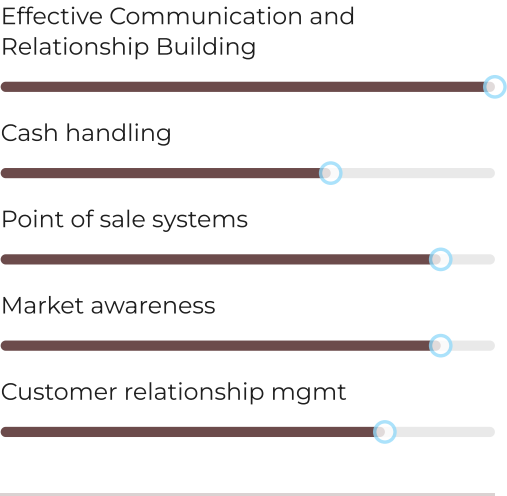 Effective Communication and
Relationship Building
Cash handling
Point of sale systems
Market awareness
Customer relationship mgmt